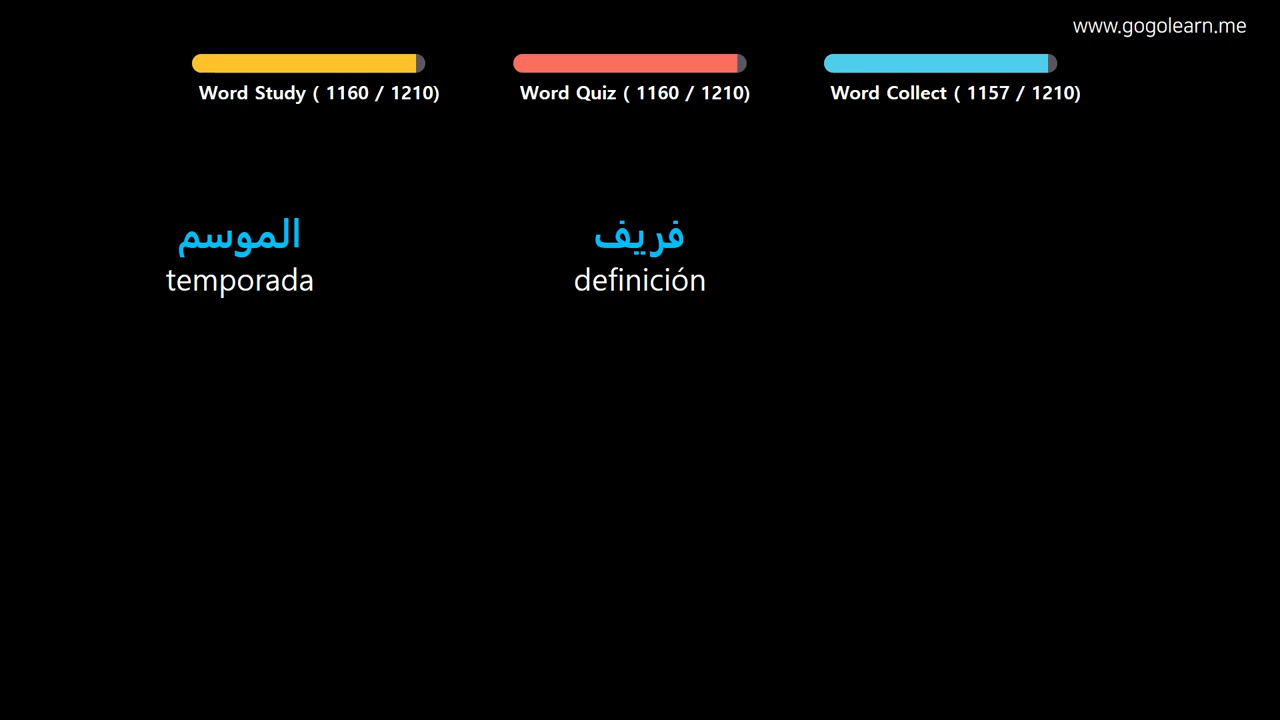 www.gogolearn.me
Word Study ( 1160 / 1210)
Word Quiz ( 1160 / 1210)
Word Collect ( 1157 / 1210)
الموسم
temporada
فريف
definición